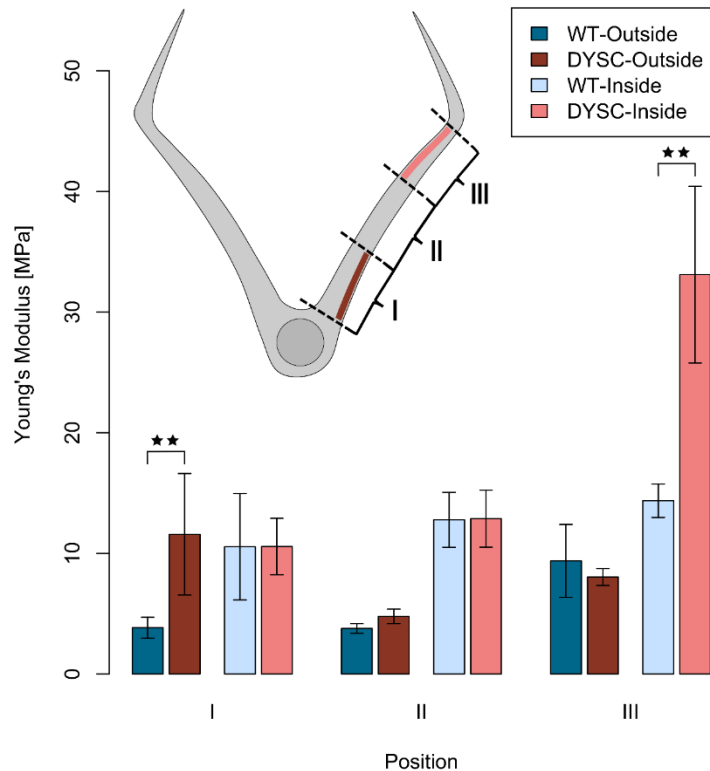 WT-Outside
DYSC-Outside
WT-Inside
DYSC-Inside
50
40
30
20
10
0
Young's Modulus [MPa]
III
II
I
★★
★★
I
II
III
Position